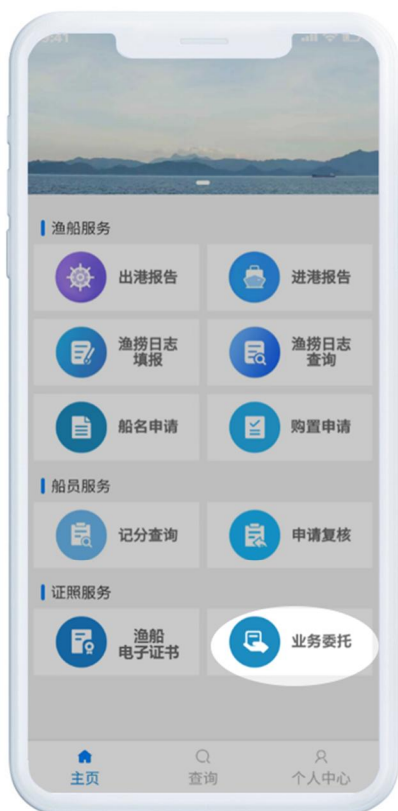 9:41
渔船服务
出港报告
进港报告
渔捞日志
填报
渔捞日志
查询
船名申请
购置申请
船员服务
记分查询
申请复核
证照服务
渔船
电子证书
业务委托
主页
查询
个人中心